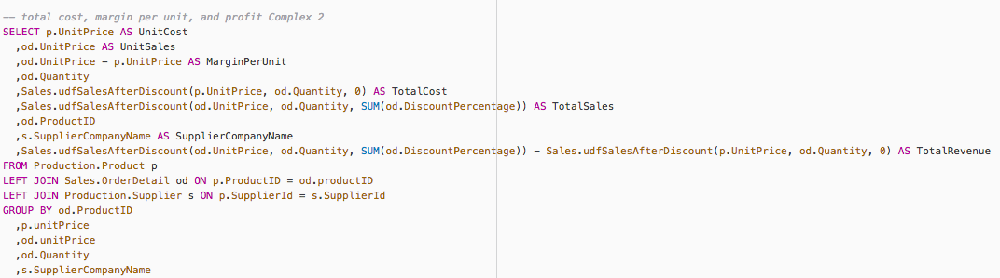 -- total cost, margin per unit, and profit Complex 2
SELECT p.UnitPrice AS UnitCost
,od.UnitPrice AS UnitSales
,od.UnitPrice - p.UnitPrice AS MarginPerUnit
,od.Quantity
,Sales.udfSalesAfterDiscount(p.UnitPrice, od.Quantity, 0) AS TotalCost
,Sales.udfSalesAfterDiscount(od.UnitPrice, od.Quantity, SUM(od.DiscountPercentage)) AS TotalSales
,od.ProductID
,s.SupplierCompanyName AS SupplierCompanyName
,Sales.udfSalesAfterDiscount(od.UnitPrice, od.Quantity, SUM(od.DiscountPercentage)) - Sales.udfSalesAfterDiscount(p.UnitPrice, od.Quantity, 0) AS TotalRevenue
FROM Production.Product p
LEFT JOIN Sales.OrderDetail od ON p.ProductID = od.productID
LEFT JOIN Production.Supplier s ON p.SupplierId = s.SupplierId
GROUP BY od.ProductID
,p.unitPrice
,od.unitPrice
,od.Quantity
,s.SupplierCompanyName